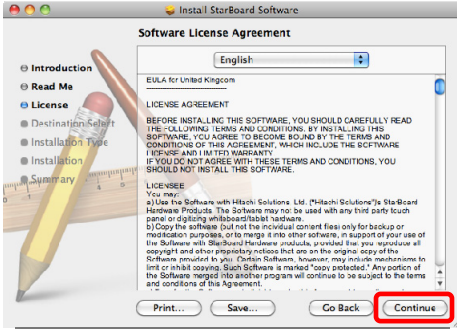 Install StarBoard Software
Software License Agreement
English
Introduction
Read Me
License
Destination Select
Installation Type
Installation
Summary
EULA for United Kingdom
LICENSE AGREEMENT
BEFORE INSTALLING THIS SOFTWARE, YOU SHOULD CAREFULLY READ
THE FOLLOWING TERMS AND CONDITIONS. BY INSTALLING THIS
SOFTWARE, YOU AGREE TO BECOME BOUND BY THE TERMS AND
CONDITIONS OF THIS AGREEMENT, WHICH INCLUDE THE SOFTWARE
LICENSE AND LIMITED WARRANTY.
IF YOU DO NOT AGREE WITH THESE TERMS AND CONDITIONS, YOU
SHOULD NOT INSTALL THIS SOFTWARE.
LICENSEE
You may:
a) Use the Software with Hitachi Solutions, Ltd. ("Hitachi Solutions")'s StarBoard
Hardware Products. The Software may not be used with any third party touch
panel or digitizing whiteboard/tablet hardware.
b) Copy the software (but not the individual content files) only for backup or
modification purposes, or to merge it into other software, in support of your use of
the Software with StarBoard Hardware products, provided that you reproduce all
copyright and other proprietary notices that are on the original copy of the
Software provided to you. Certain Software, however, may include mechanisms to
limit or inhibit copying. Such Software is marked "copy protected." Any portion of
the Software merged into another program will continue to be subject to the terms
and conditions of this Agreement.
Print...
Save...
Go Back
Continue